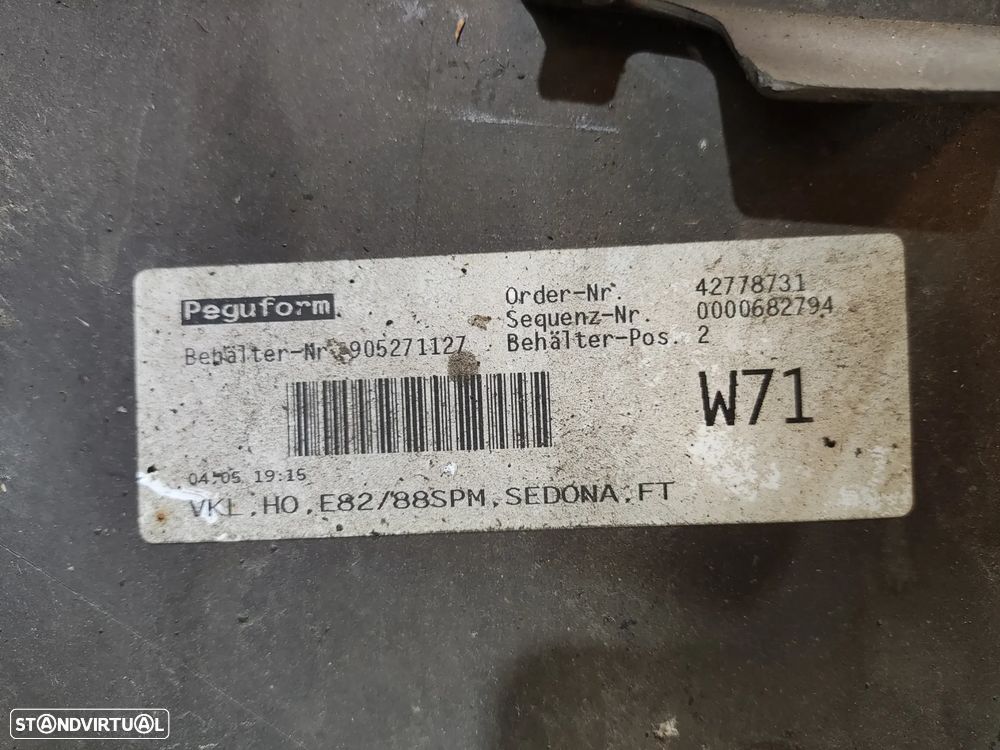 Peguform
Order-Nr. 42778731
Sequenz-Nr. 0000682794
Behälter-Nr 905271127 Behälter-Pos. 2
W71
04.05 19:15
VKL,HO,E82/88SPM,SEDONA,FT
STANDVIRTUAL